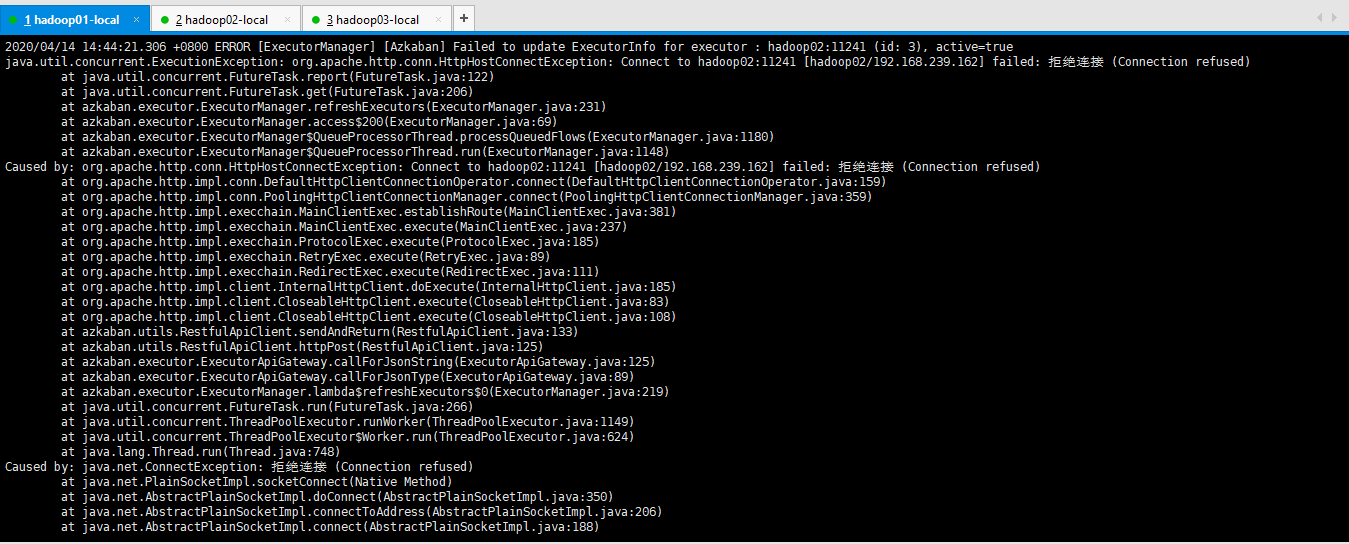 1 hadoop01-local × 2 hadoop02-local × 3 hadoop03-local × +
2020/04/14 14:44:21.306 +0800 ERROR [ExecutorManager] [Azkaban] Failed to update ExecutorInfo for executor : hadoop02:11241 (id: 3), active=true
java.util.concurrent.ExecutionException: org.apache.http.conn.HttpHostConnectException: Connect to hadoop02:11241 [hadoop02/192.168.239.162] failed: 拒绝连接 (Connection refused)
at java.util.concurrent.FutureTask.report(FutureTask.java:122)
at java.util.concurrent.FutureTask.get(FutureTask.java:206)
at azkaban.executor.ExecutorManager.refreshExecutors(ExecutorManager.java:231)
at azkaban.executor.ExecutorManager.access$200(ExecutorManager.java:69)
at azkaban.executor.ExecutorManager$QueueProcessorThread.processQueuedFlows(ExecutorManager.java:1180)
at azkaban.executor.ExecutorManager$QueueProcessorThread.run(ExecutorManager.java:1148)
Caused by: org.apache.http.conn.HttpHostConnectException: Connect to hadoop02:11241 [hadoop02/192.168.239.162] failed: 拒绝连接 (Connection refused)
at org.apache.http.impl.conn.DefaultHttpClientConnectionOperator.connect(DefaultHttpClientConnectionOperator.java:159)
at org.apache.http.impl.conn.PoolingHttpClientConnectionManager.connect(PoolingHttpClientConnectionManager.java:359)
at org.apache.http.impl.execchain.MainClientExec.establishRoute(MainClientExec.java:381)
at org.apache.http.impl.execchain.MainClientExec.execute(MainClientExec.java:237)
at org.apache.http.impl.execchain.ProtocolExec.execute(ProtocolExec.java:185)
at org.apache.http.impl.execchain.RetryExec.execute(RetryExec.java:89)
at org.apache.http.impl.execchain.RedirectExec.execute(RedirectExec.java:111)
at org.apache.http.impl.client.InternalHttpClient.doExecute(InternalHttpClient.java:185)
at org.apache.http.impl.client.CloseableHttpClient.execute(CloseableHttpClient.java:83)
at org.apache.http.impl.client.CloseableHttpClient.execute(CloseableHttpClient.java:108)
at azkaban.utils.RestfulApiClient.sendAndReturn(RestfulApiClient.java:133)
at azkaban.utils.RestfulApiClient.httpPost(RestfulApiClient.java:125)
at azkaban.executor.ExecutorApiGateway.callForJsonString(ExecutorApiGateway.java:125)
at azkaban.executor.ExecutorApiGateway.callForJsonType(ExecutorApiGateway.java:89)
at azkaban.executor.ExecutorManager.lambda$refreshExecutors$0(ExecutorManager.java:219)
at java.util.concurrent.FutureTask.run(FutureTask.java:266)
at java.util.concurrent.ThreadPoolExecutor.runWorker(ThreadPoolExecutor.java:1149)
at java.util.concurrent.ThreadPoolExecutor$Worker.run(ThreadPoolExecutor.java:624)
at java.lang.Thread.run(Thread.java:748)
Caused by: java.net.ConnectException: 拒绝连接 (Connection refused)
at java.net.PlainSocketImpl.socketConnect(Native Method)
at java.net.AbstractPlainSocketImpl.doConnect(AbstractPlainSocketImpl.java:350)
at java.net.AbstractPlainSocketImpl.connectToAddress(AbstractPlainSocketImpl.java:206)
at java.net.AbstractPlainSocketImpl.connect(AbstractPlainSocketImpl.java:188)